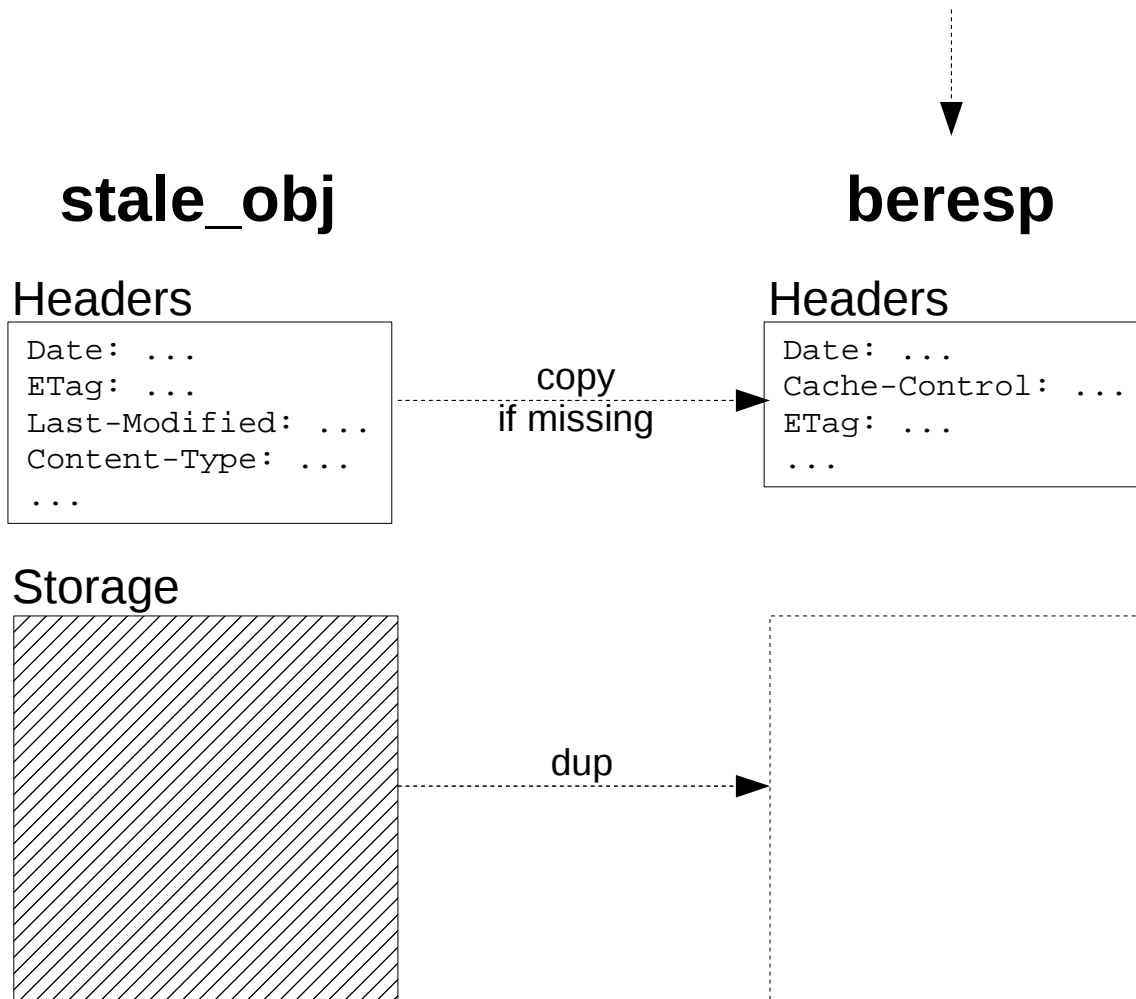 stale_obj
beresp
Headers
Date: ...
ETag: ...
Last-Modified: ...
Content-Type: ...
...
copy
if missing
Headers
Date: ...
Cache-Control: ...
ETag: ...
...
Storage
dup